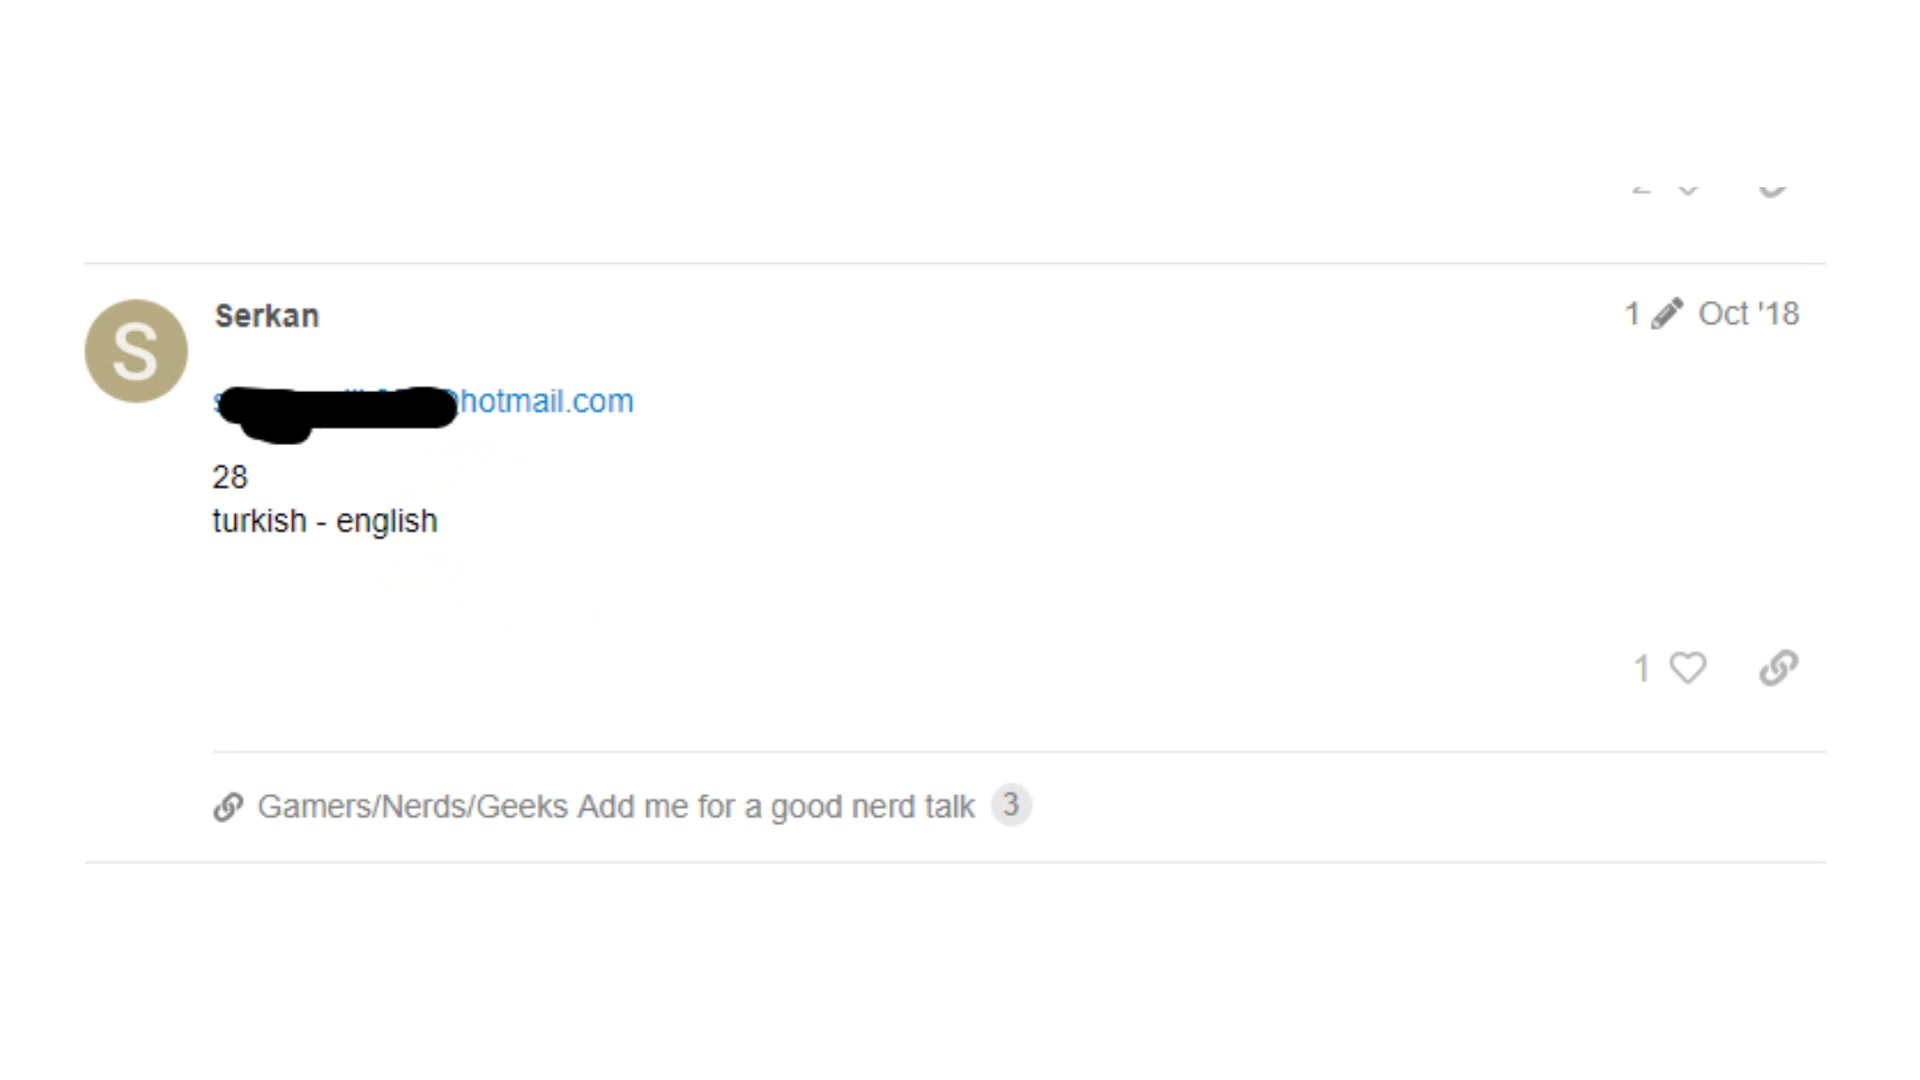 Serkan
1 Oct '18
S
hotmail.com
28
turkish - english
1
Gamers/Nerds/Geeks Add me for a good nerd talk 3